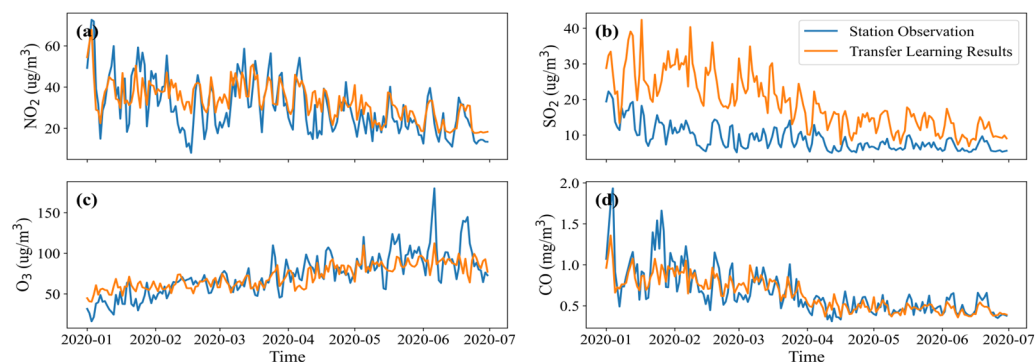 (a)
NO2 (ug/m3)
60
40
20
(b)
SO2 (ug/m3)
40
30
20
10
Station Observation
Transfer Learning Results
(c)
O3 (ug/m3)
150
100
50
2020-01 2020-02 2020-03 2020-04 2020-05 2020-06 2020-07
Time
(d)
CO (mg/m3)
2.0
1.5
1.0
0.5
2020-01 2020-02 2020-03 2020-04 2020-05 2020-06 2020-07
Time